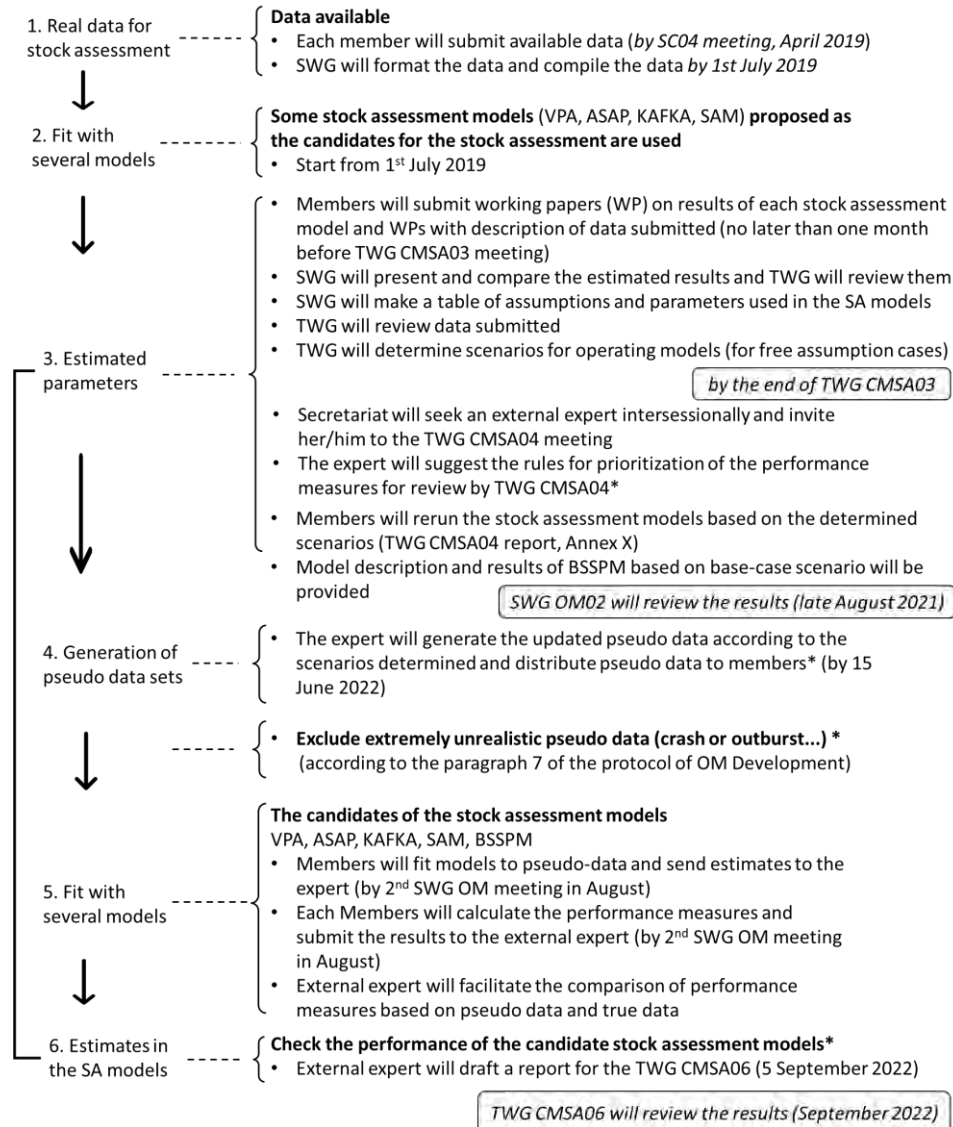 1. Real data for
stock assessment
Data available
• Each member will submit available data (by SC04 meeting, April 2019)
• SWG will format the data and compile the data by 1st July 2019
2. Fit with
several models
Some stock assessment models (VPA, ASAP, KAFKA, SAM) proposed as
the candidates for the stock assessment are used
• Start from 1st July 2019
3. Estimated
parameters
• Members will submit working papers (WP) on results of each stock assessment
model and WPs with description of data submitted (no later than one month
before TWG CMSA03 meeting)
• SWG will present and compare the estimated results and TWG will review them
• SWG will make a table of assumptions and parameters used in the SA models
• TWG will review data submitted
• TWG will determine scenarios for operating models (for free assumption cases)
by the end of TWG CMSA03
• Secretariat will seek an external expert intersessionally and invite
her/him to the TWG CMSA04 meeting
• The expert will suggest the rules for prioritization of the performance
measures for review by TWG CMSA04*
• Members will rerun the stock assessment models based on the determined
scenarios (TWG CMSA04 report, Annex X)
• Model description and results of BSSPM based on base-case scenario will be
provided
SWG OM02 will review the results (late August 2021)
4. Generation of
pseudo data sets
• The expert will generate the updated pseudo data according to the
scenarios determined and distribute pseudo data to members* (by 15
June 2022)
• Exclude extremely unrealistic pseudo data (crash or outburst...) *
(according to the paragraph 7 of the protocol of OM Development)
5. Fit with
several models
The candidates of the stock assessment models
VPA, ASAP, KAFKA, SAM, BSSPM
• Members will fit models to pseudo-data and send estimates to the
expert (by 2nd SWG OM meeting in August)
• Each Members will calculate the performance measures and
submit the results to the external expert (by 2nd SWG OM meeting
in August)
• External expert will facilitate the comparison of performance
measures based on pseudo data and true data
6. Estimates in
the SA models
Check the performance of the candidate stock assessment models*
• External expert will draft a report for the TWG CMSA06 (5 September 2022)
TWG CMSA06 will review the results (September 2022)